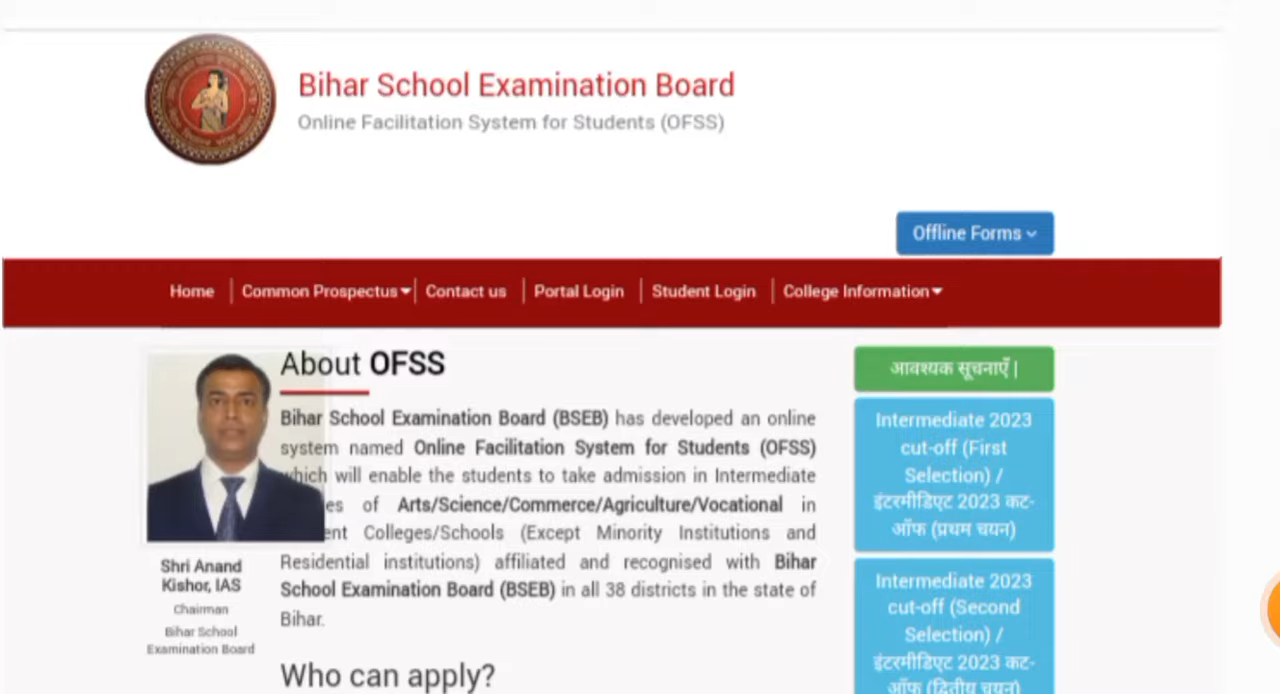 Bihar School Examination Board
Online Facilitation System for Students (OFSS)
Offline Forms
Home
Common Prospectus
Contact us
Portal Login
Student Login
College Information
About OFSS
Bihar School Examination Board (BSEB) has developed an online
system named Online Facilitation System for Students (OFSS)
which will enable the students to take admission in Intermediate
es of Arts/Science/Commerce/Agriculture/Vocational in
ent Colleges/Schools (Except Minority Institutions and
Residential institutions) affiliated and recognised with Bihar
School Examination Board (BSEB) in all 38 districts in the state of
Bihar.
Who can apply?
Shri Anand
Kishor, IAS
Chairman
Bihar School
Examination Board
आवश्यक सूचनाएँ |
Intermediate 2023
cut-off (First
Selection) /
इंटरमीडिएट 2023 कट-
ऑफ (प्रथम चयन)
Intermediate 2023
cut-off (Second
Selection) /
इंटरमीडिएट 2023 कट-
ऑफ (द्वितीय चयन)